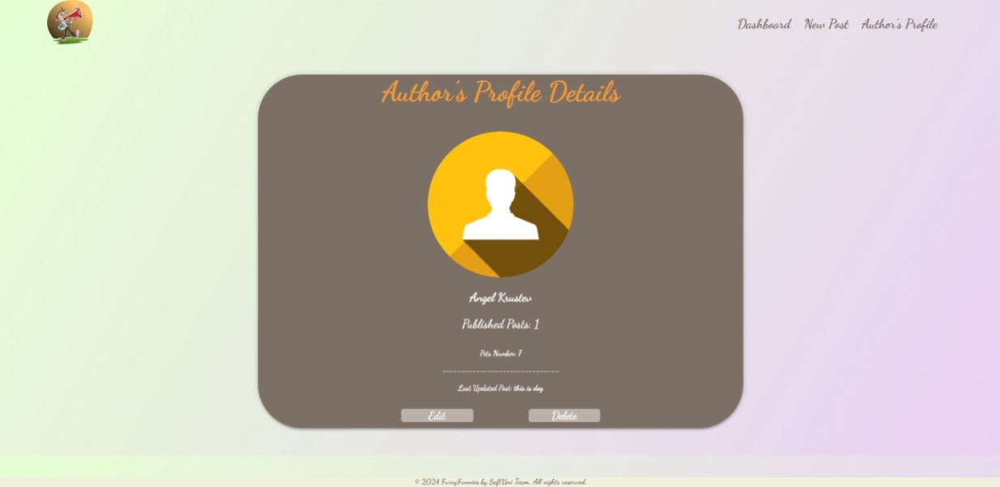 Dashboard New Post Author's Profile
Author's Profile Details
Angel Krustev
Published Posts: 1
Pets Number: 7
------------------------------
Last Updated Post: this is dog
Edit Delete
© 2024 FurryFunnies by SoftUni Team. All rights reserved.